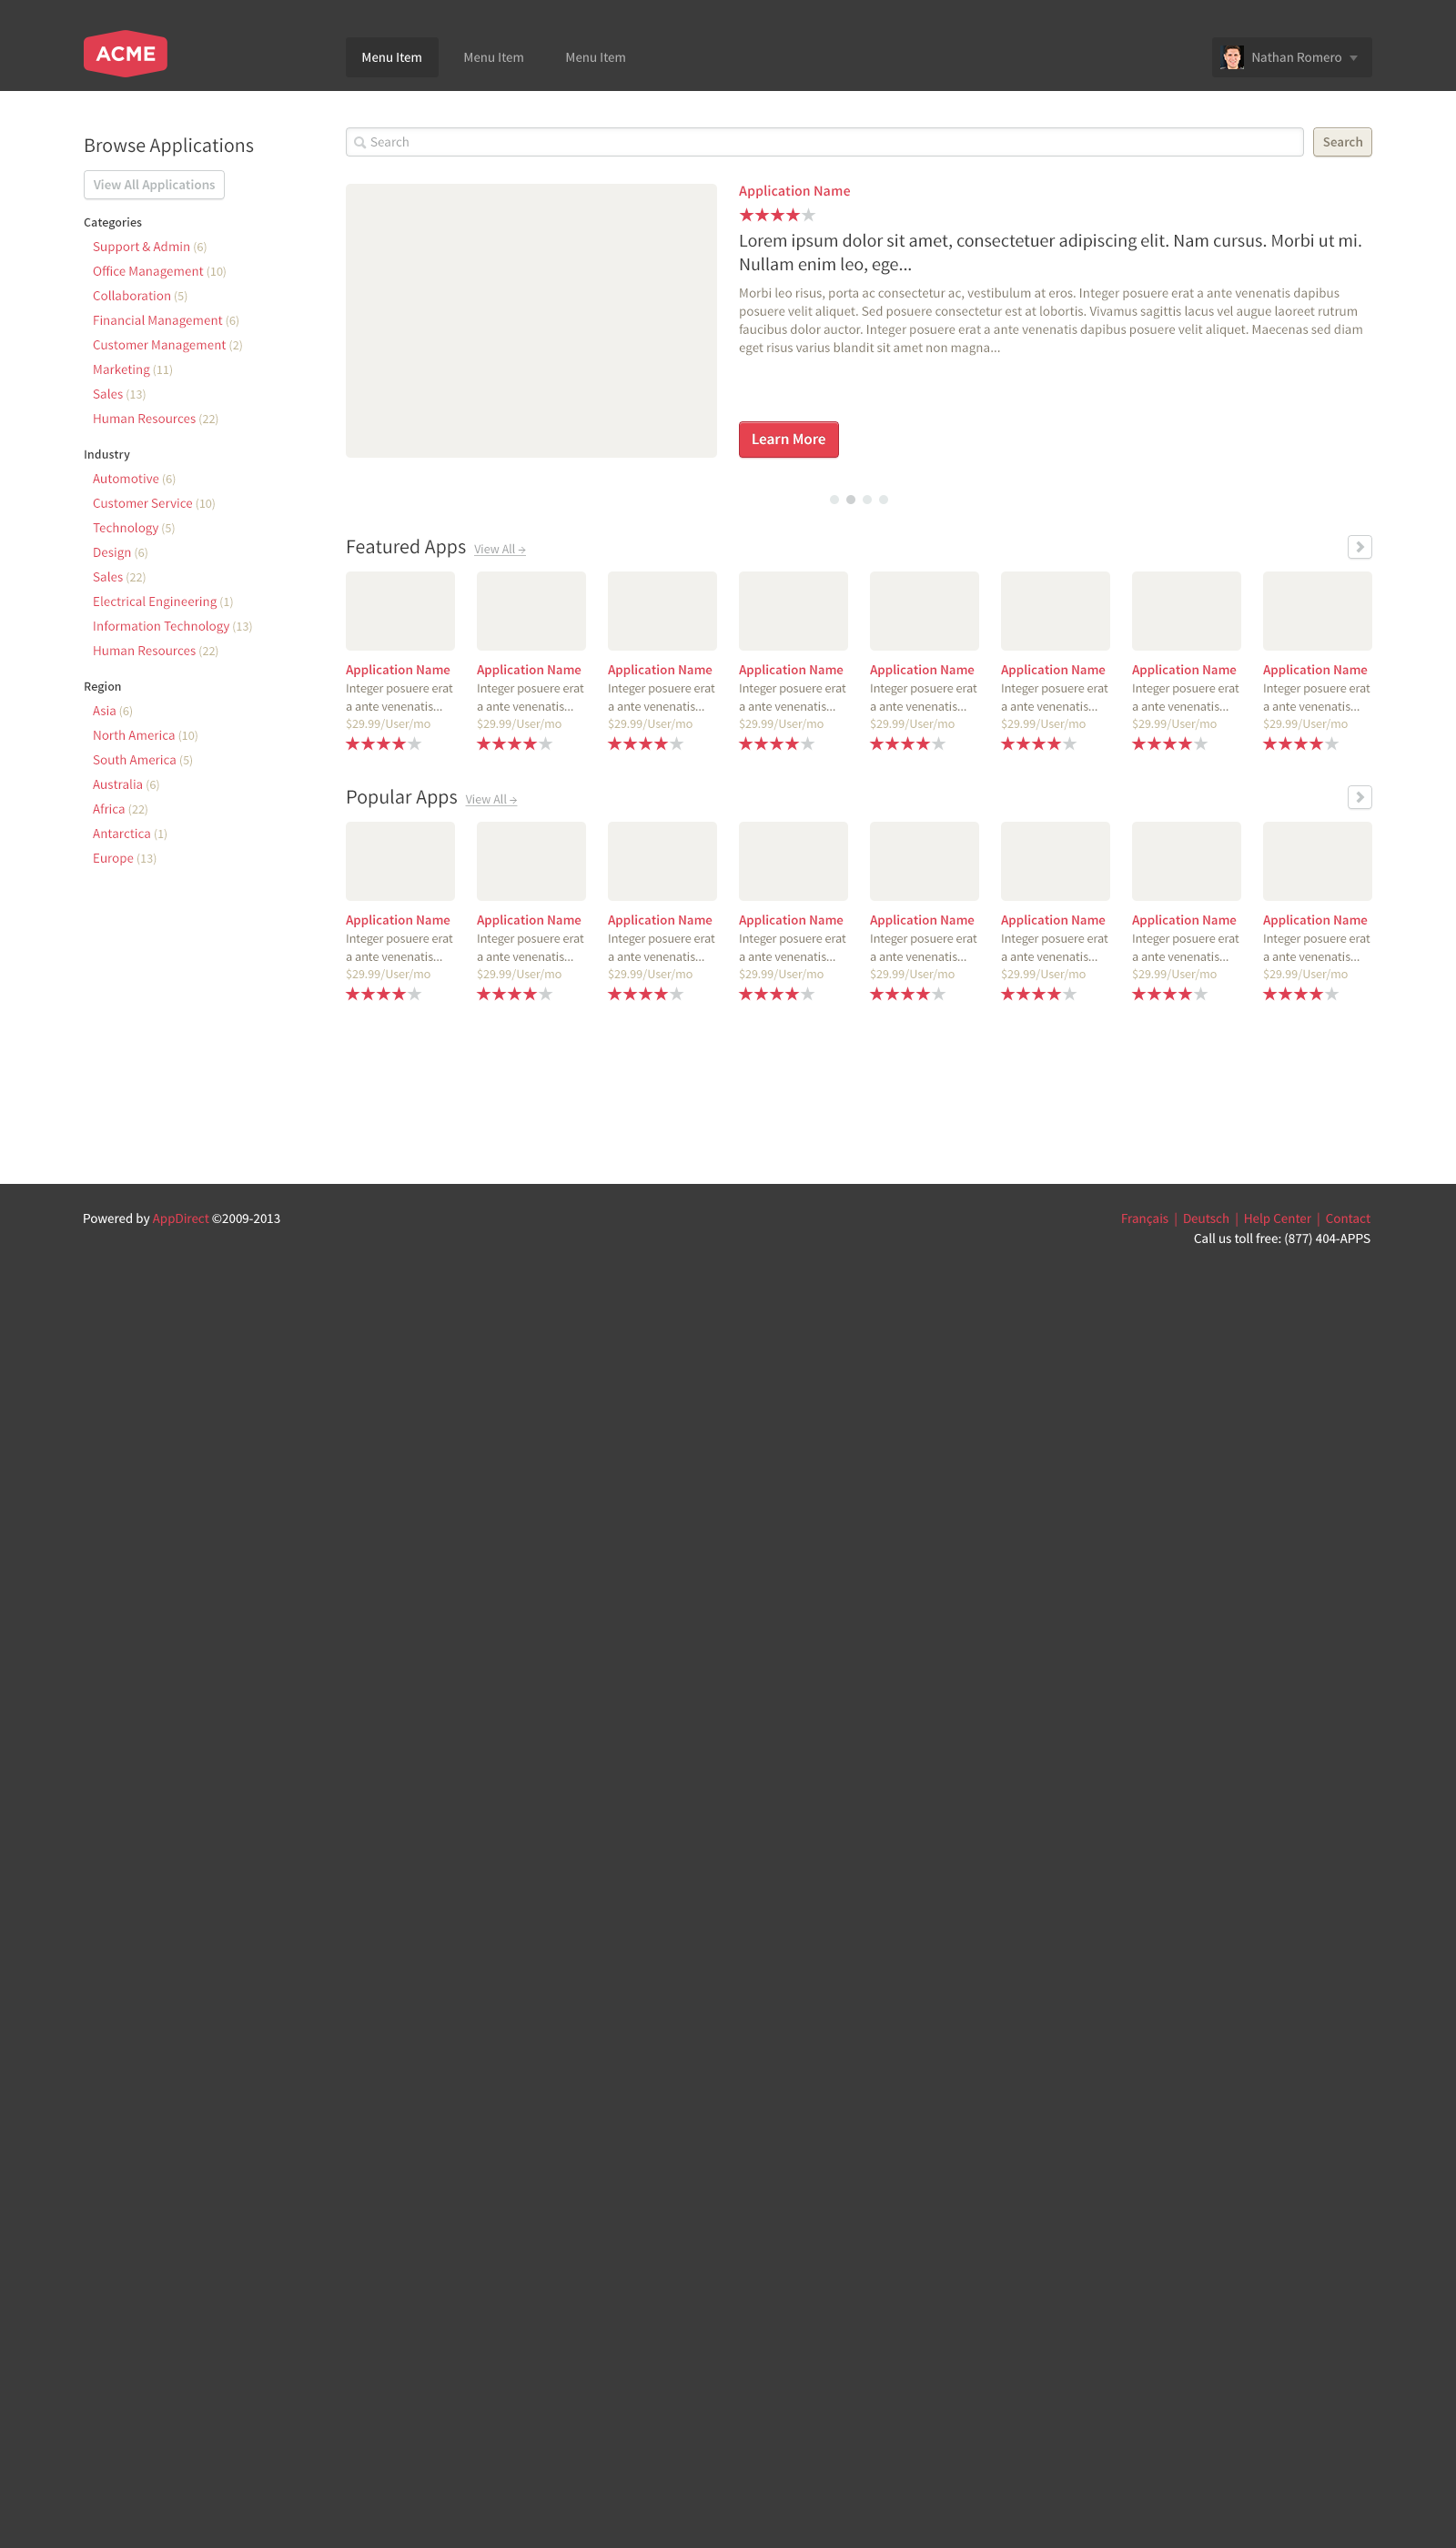 ACME
Menu Item
Menu Item
Menu Item
Nathan Romero
Browse Applications
View All Applications
Categories
Support & Admin (6)
Office Management (10)
Collaboration (5)
Financial Management (6)
Customer Management (2)
Marketing (11)
Sales (13)
Human Resources (22)
Industry
Automotive (6)
Customer Service (10)
Technology (5)
Design (6)
Sales (22)
Electrical Engineering (1)
Information Technology (13)
Human Resources (22)
Region
Asia (6)
North America (10)
South America (5)
Australia (6)
Africa (22)
Antarctica (1)
Europe (13)
Search
Search
Application Name
Lorem ipsum dolor sit amet, consectetuer adipiscing elit. Nam cursus. Morbi ut mi.
Nullam enim leo, ege...
Morbi leo risus, porta ac consectetur ac, vestibulum at eros. Integer posuere erat a ante venenatis dapibus
posuere velit aliquet. Sed posuere consectetur est at lobortis. Vivamus sagittis lacus vel augue laoreet rutrum
faucibus dolor auctor. Integer posuere erat a ante venenatis dapibus posuere velit aliquet. Maecenas sed diam
eget risus varius blandit sit amet non magna...
Learn More
Featured Apps View All →
Application Name
Integer posuere erat
a ante venenatis...
$29.99/User/mo
Application Name
Integer posuere erat
a ante venenatis...
$29.99/User/mo
Application Name
Integer posuere erat
a ante venenatis...
$29.99/User/mo
Application Name
Integer posuere erat
a ante venenatis...
$29.99/User/mo
Application Name
Integer posuere erat
a ante venenatis...
$29.99/User/mo
Application Name
Integer posuere erat
a ante venenatis...
$29.99/User/mo
Application Name
Integer posuere erat
a ante venenatis...
$29.99/User/mo
Application Name
Integer posuere erat
a ante venenatis...
$29.99/User/mo
Popular Apps View All →
Application Name
Integer posuere erat
a ante venenatis...
$29.99/User/mo
Application Name
Integer posuere erat
a ante venenatis...
$29.99/User/mo
Application Name
Integer posuere erat
a ante venenatis...
$29.99/User/mo
Application Name
Integer posuere erat
a ante venenatis...
$29.99/User/mo
Application Name
Integer posuere erat
a ante venenatis...
$29.99/User/mo
Application Name
Integer posuere erat
a ante venenatis...
$29.99/User/mo
Application Name
Integer posuere erat
a ante venenatis...
$29.99/User/mo
Application Name
Integer posuere erat
a ante venenatis...
$29.99/User/mo
Powered by AppDirect ©2009-2013
Français | Deutsch | Help Center | Contact
Call us toll free: (877) 404-APPS